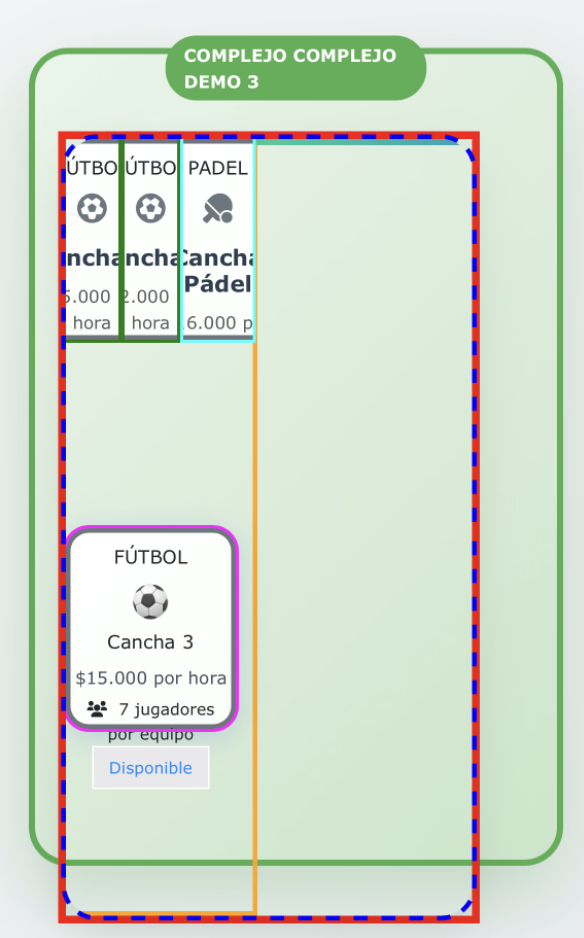 COMPLEJO COMPLEJO
DEMO 3
ÚTBO ÚTBO PADEL
ncha ncha Cancha
Pádel
5.000 2.000
hora hora 6.000 p
FÚTBOL
Cancha 3
$15.000 por hora
7 jugadores
por equipo
Disponible